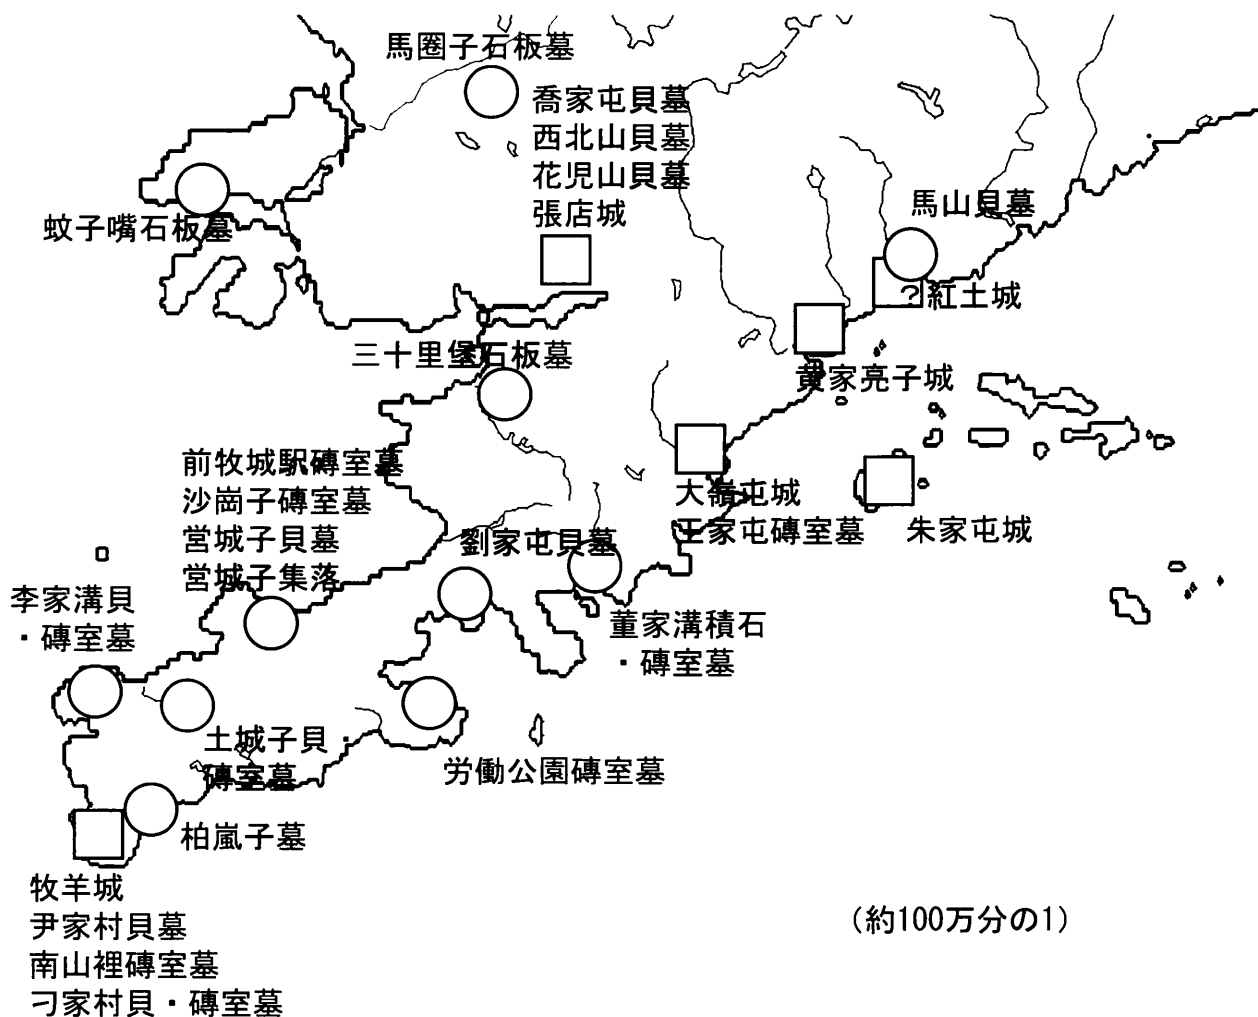 馬圏子石板墓
喬家屯貝墓
西北山貝墓
花児山貝墓
張店城
蚊子嘴石板墓
馬山貝墓
?紅土城
三十里堡石板墓
黄家亮子城
前牧城駅磚室墓
沙崗子磚室墓
営城子貝墓
営城子集落
大嶺屯城
王家屯磚室墓
朱家屯城
劉家屯貝墓
李家溝貝
・磚室墓
董家溝積石
・磚室墓
土城子貝・
磚室墓
労働公園磚室墓
柏嵐子墓
牧羊城
尹家村貝墓
南山裡磚室墓
刁家村貝・磚室墓
(約100万分の1)